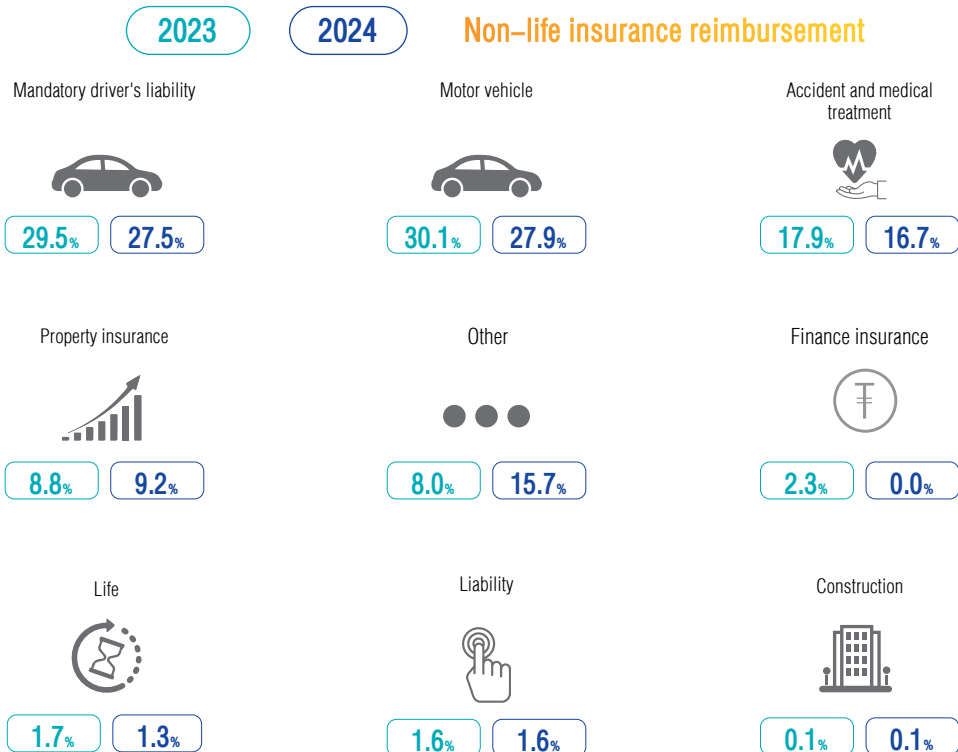 2023 2024 Non-life insurance reimbursement
Mandatory driver's liability
29.5% 27.5%
Motor vehicle
30.1% 27.9%
Accident and medical
treatment
17.9% 16.7%
Property insurance
8.8% 9.2%
Other
8.0% 15.7%
Finance insurance
₮
2.3% 0.0%
Life
1.7% 1.3%
Liability
1.6% 1.6%
Construction
0.1% 0.1%